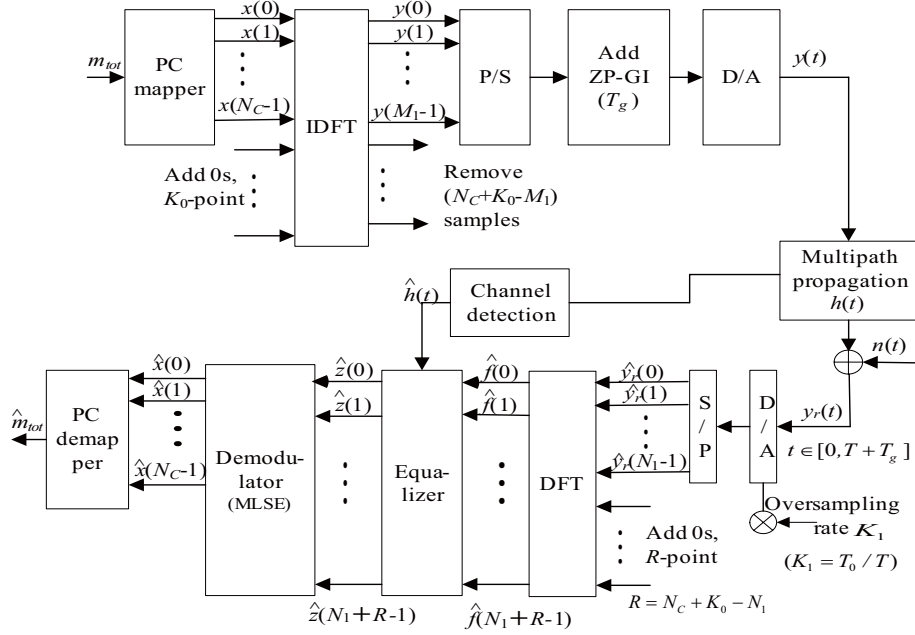 m_tot
PC
mapper
x(0)
x(1)
x(N_C-1)
Add 0s,
K_0-point
IDFT
y(0)
y(1)
y(M_1-1)
Remove
(N_C+K_0-M_1)
samples
P/S
Add
ZP-GI
(T_g)
D/A
y(t)
Multipath
propagation
h(t)
Channel
detection
ĥ(t)
n(t)
y_r(t)
t ∈ [0, T + T_g]
D
/
A
Oversampling
rate K_1
(K_1 = T_0 / T)
S
/
P
ŷ_r(0)
ŷ_r(1)
ŷ_r(N_1-1)
Add 0s,
R-point
R = N_C + K_0 − N_1
DFT
f̂(0)
f̂(1)
f̂(N_1+R-1)
Equa-
lizer
ẑ(0)
ẑ(1)
ẑ(N_1+R-1)
Demodu-
lator
(MLSE)
x̂(0)
x̂(1)
x̂(N_C-1)
PC
demap
per
m̂_tot